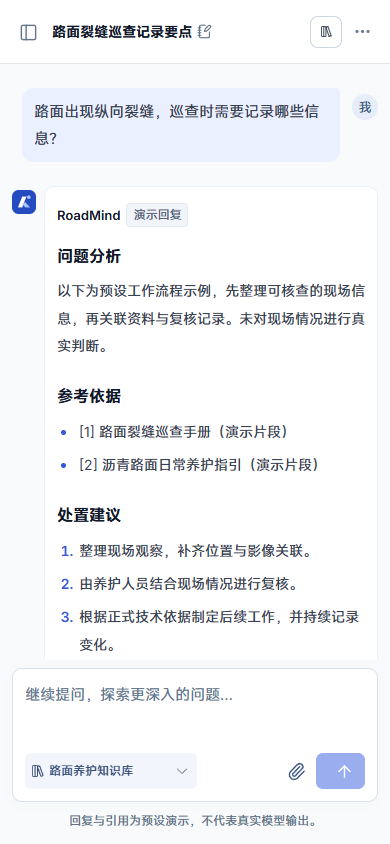 路面裂缝巡查记录要点
路面出现纵向裂缝，巡查时需要记录哪些信
息？
我
RoadMind 演示回复
问题分析
以下为预设工作流程示例，先整理可核查的现场信
息，再关联资料与复核记录。未对现场情况进行真
实判断。
参考依据
• [1] 路面裂缝巡查手册（演示片段）
• [2] 沥青路面日常养护指引（演示片段）
处置建议
1. 整理现场观察，补齐位置与影像关联。
2. 由养护人员结合现场情况进行复核。
3. 根据正式技术依据制定后续工作，并持续记录
变化。
继续提问，探索更深入的问题...
路面养护知识库
回复与引用为预设演示，不代表真实模型输出。